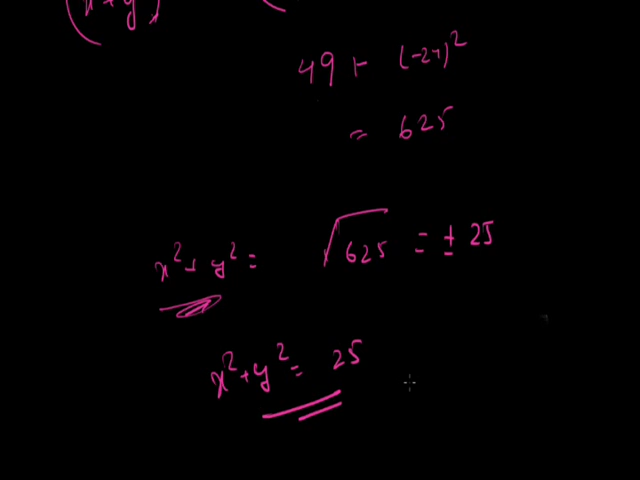 (x+y)
49 + (-24)²
= 625
x² + y² = √625 = ± 25
x² + y² = 25